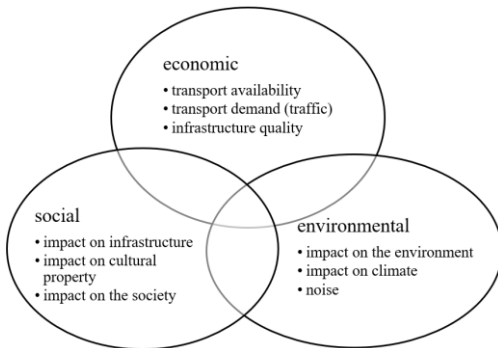 economic
• transport availability
• transport demand (traffic)
• infrastructure quality
social
• impact on infrastructure
• impact on cultural
property
• impact on the society
environmental
• impact on the environment
• impact on climate
• noise